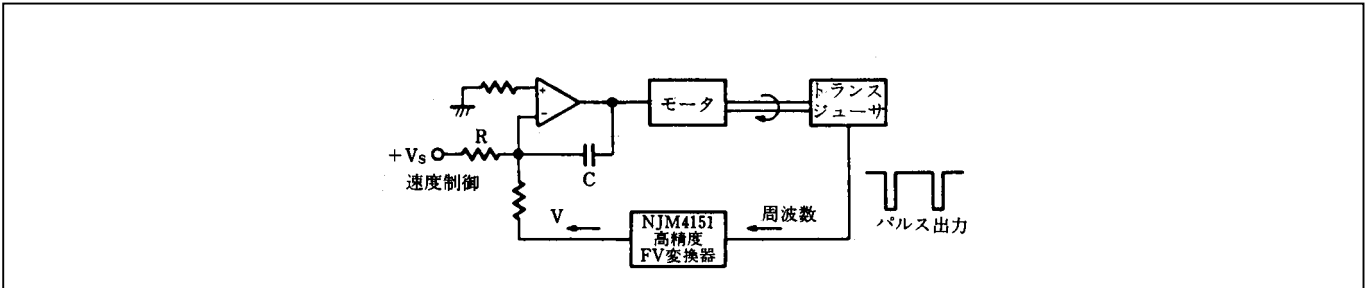 +
−
モータ
トランス
ジューサ
R
+Vs
速度制御
C
V
NJM4151
高精度
FV変換器
周波数
パルス出力